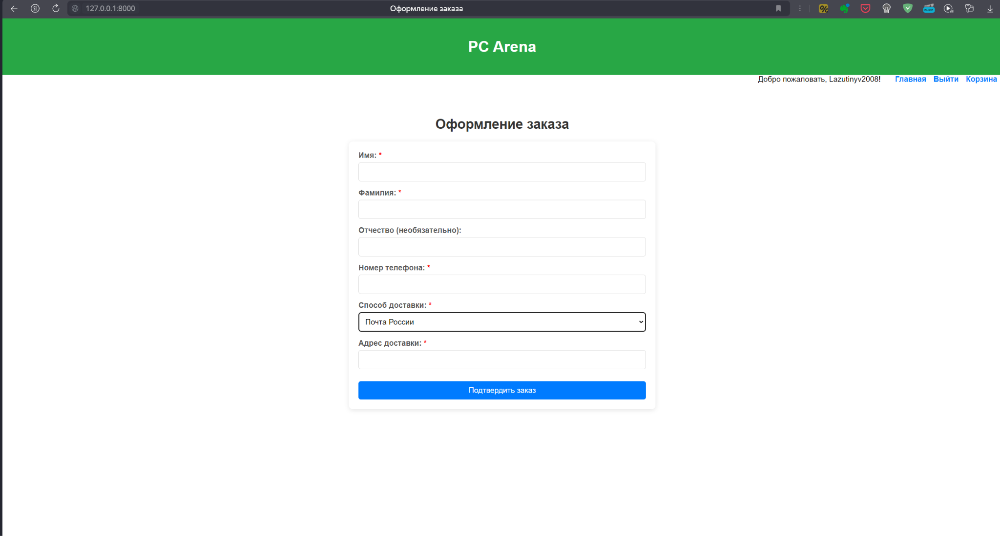 127.0.0.1:8000 Оформление заказа
PC Arena
Добро пожаловать, Lazutinyv2008! Главная Выйти Корзина
Оформление заказа
Имя: *
Фамилия: *
Отчество (необязательно):
Номер телефона: *
Способ доставки: *
Почта России
Адрес доставки: *
Подтвердить заказ